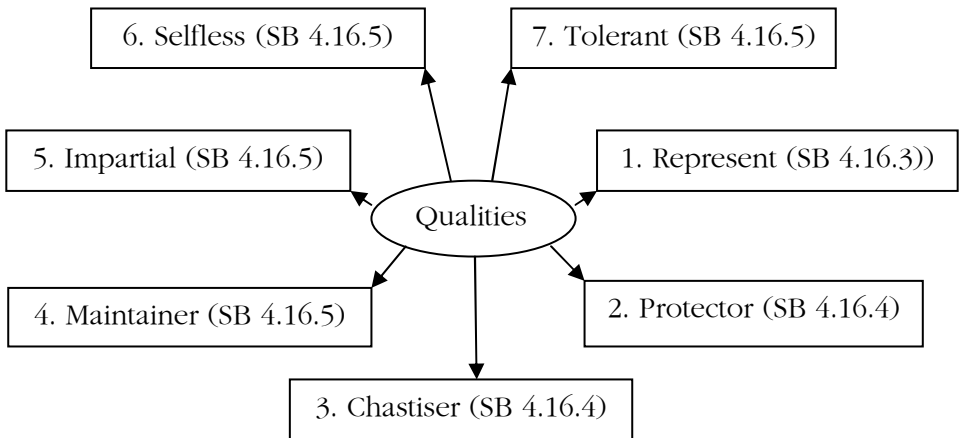 6. Selfless (SB 4.16.5)
7. Tolerant (SB 4.16.5)
5. Impartial (SB 4.16.5)
1. Represent (SB 4.16.3))
Qualities
4. Maintainer (SB 4.16.5)
2. Protector (SB 4.16.4)
3. Chastiser (SB 4.16.4)